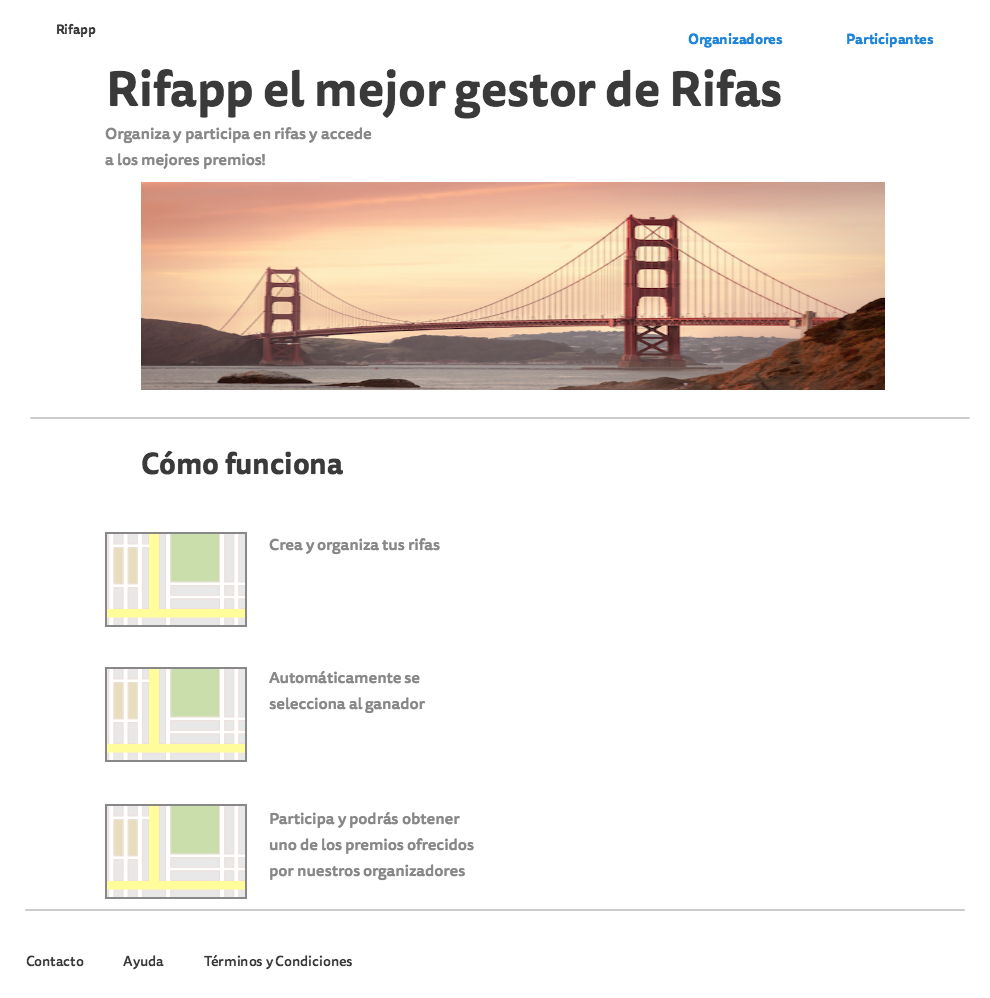 Rifapp
Organizadores
Participantes
Rifapp el mejor gestor de Rifas
Organiza y participa en rifas y accede
a los mejores premios!
Cómo funciona
Crea y organiza tus rifas
Automáticamente se
selecciona al ganador
Participa y podrás obtener
uno de los premios ofrecidos
por nuestros organizadores
Contacto
Ayuda
Términos y Condiciones